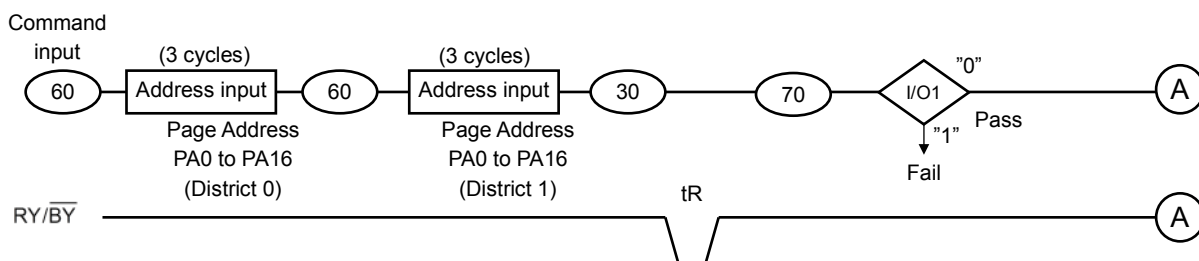 Command
input
(3 cycles)
(3 cycles)
"0"
60
Address input
60
Address input
30
70
I/O1
A
Pass
"1"
Page Address
PA0 to PA16
(District 0)
Page Address
PA0 to PA16
(District 1)
Fail
tR
RY/B̅Y̅
A